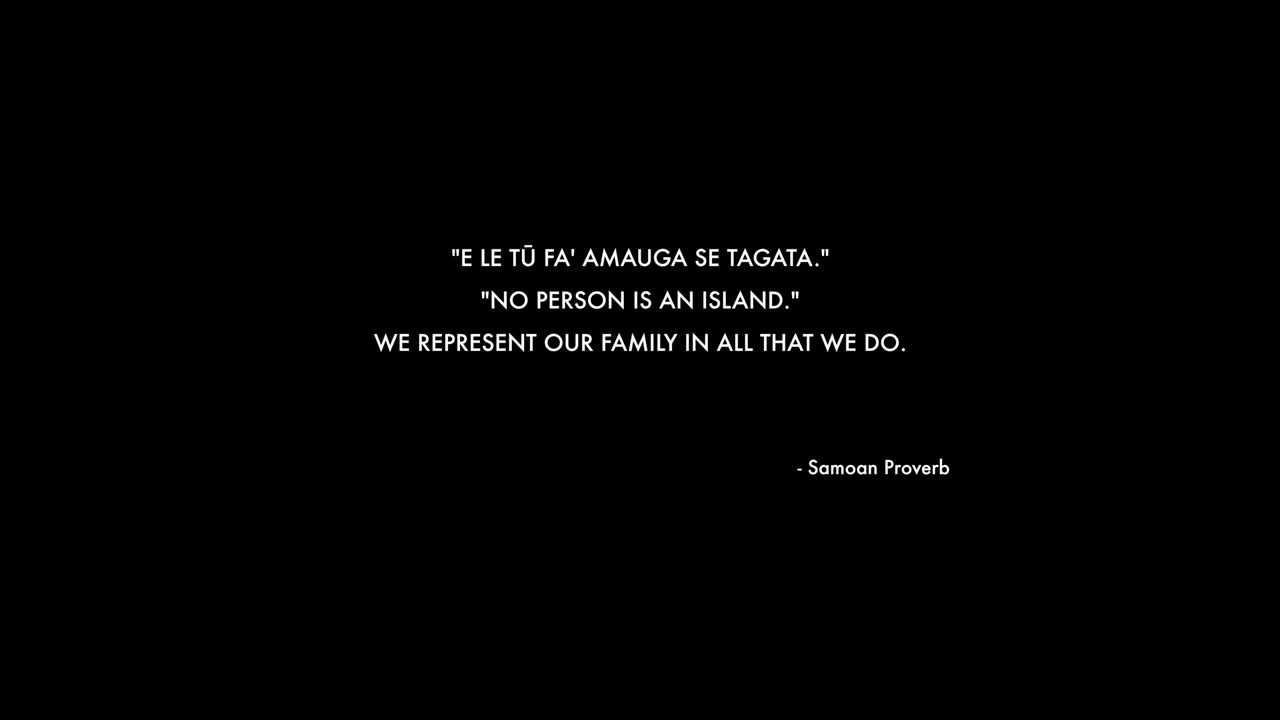 "E LE TŪ FA' AMAUGA SE TAGATA."
"NO PERSON IS AN ISLAND."
WE REPRESENT OUR FAMILY IN ALL THAT WE DO.
- Samoan Proverb